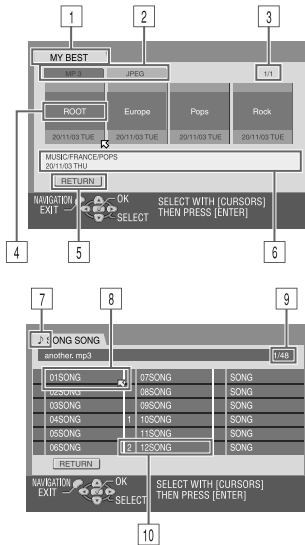 1
2
3
MY BEST
MP 3
JPEG
1/1
ROOT
Europe
Pops
Rock
20/11/03 TUE
20/11/03 TUE
20/11/03 TUE
20/11/03 TUE
MUSIC/FRANCE/POPS
20/11/03 THU
RETURN
NAVIGATION
EXIT
OK
SELECT
SELECT WITH [CURSORS]
THEN PRESS [ENTER]
4
5
6
7
8
9
♪ SONG SONG
another. mp3
1/48
01SONG
07SONG
SONG
02SONG
08SONG
SONG
03SONG
09SONG
SONG
04SONG
1
10SONG
SONG
05SONG
11SONG
SONG
06SONG
2
12SONG
SONG
RETURN
NAVIGATION
EXIT
OK
SELECT
SELECT WITH [CURSORS]
THEN PRESS [ENTER]
10